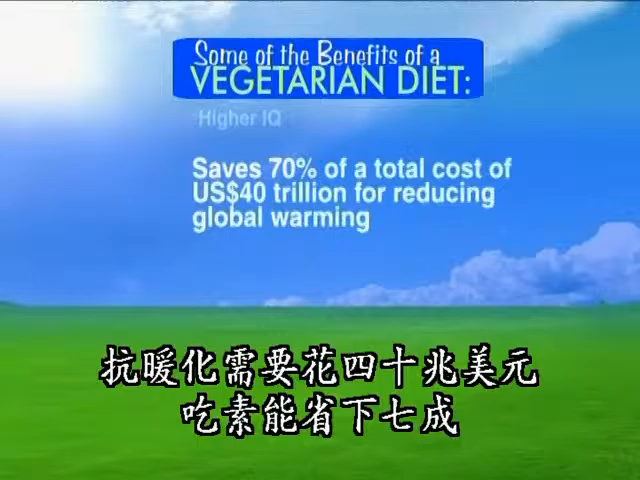 Some of the Benefits of a
VEGETARIAN DIET:
Higher IQ
Saves 70% of a total cost of
US$40 trillion for reducing
global warming
抗暖化需要花四十兆美元
吃素能省下七成